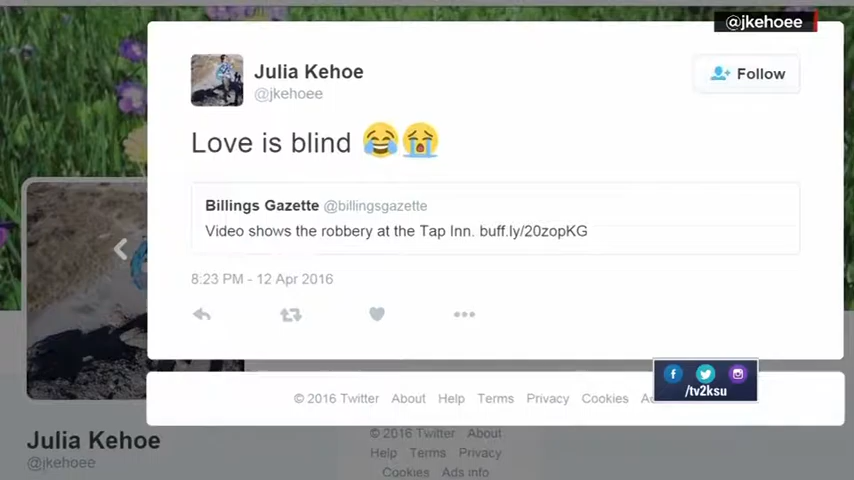 @jkehoee
Julia Kehoe
@jkehoee
Follow
Love is blind 😂😭
Billings Gazette @billingsgazette
Video shows the robbery at the Tap Inn. buff.ly/20zopKG
8:23 PM - 12 Apr 2016
/tv2ksu
© 2016 Twitter About Help Terms Privacy Cookies
Julia Kehoe
@jkehoee
© 2016 Twitter About
Help Terms Privacy
Cookies Ads info